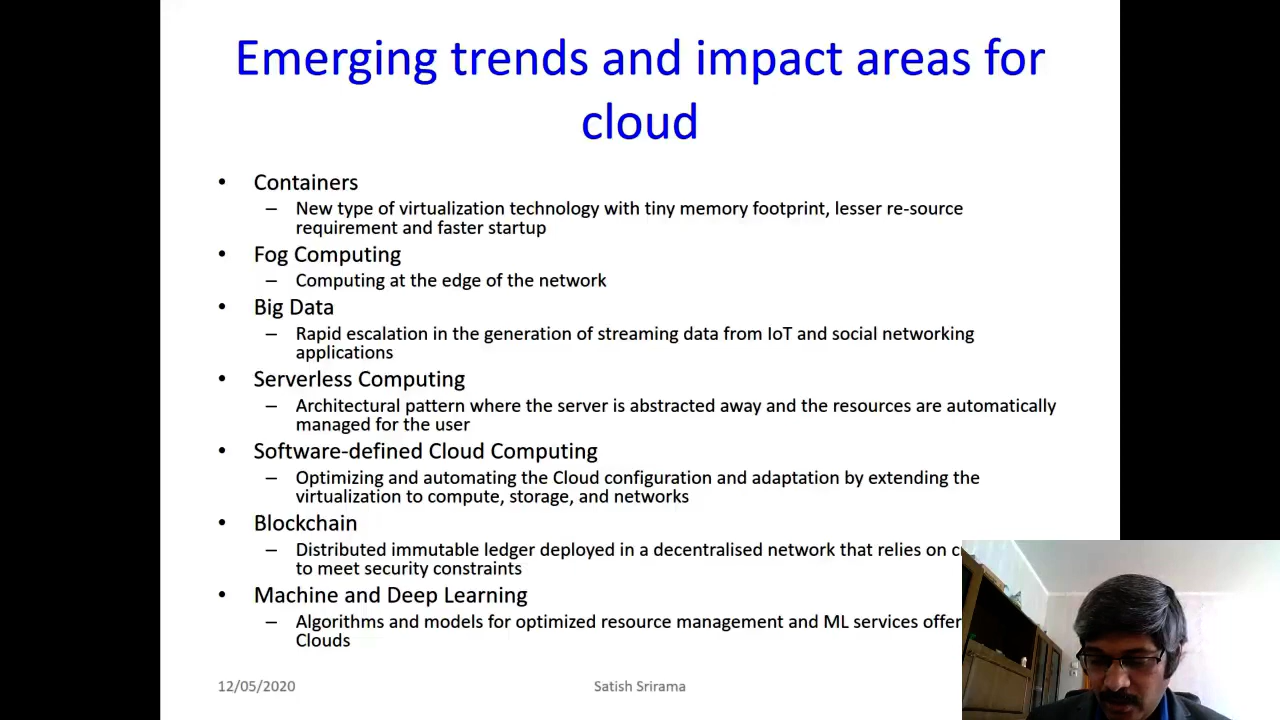 Emerging trends and impact areas for
cloud
• Containers
– New type of virtualization technology with tiny memory footprint, lesser re-source
requirement and faster startup
• Fog Computing
– Computing at the edge of the network
• Big Data
– Rapid escalation in the generation of streaming data from IoT and social networking
applications
• Serverless Computing
– Architectural pattern where the server is abstracted away and the resources are automatically
managed for the user
• Software-defined Cloud Computing
– Optimizing and automating the Cloud configuration and adaptation by extending the
virtualization to compute, storage, and networks
• Blockchain
– Distributed immutable ledger deployed in a decentralised network that relies on
to meet security constraints
• Machine and Deep Learning
– Algorithms and models for optimized resource management and ML services
Clouds
12/05/2020 Satish Srirama